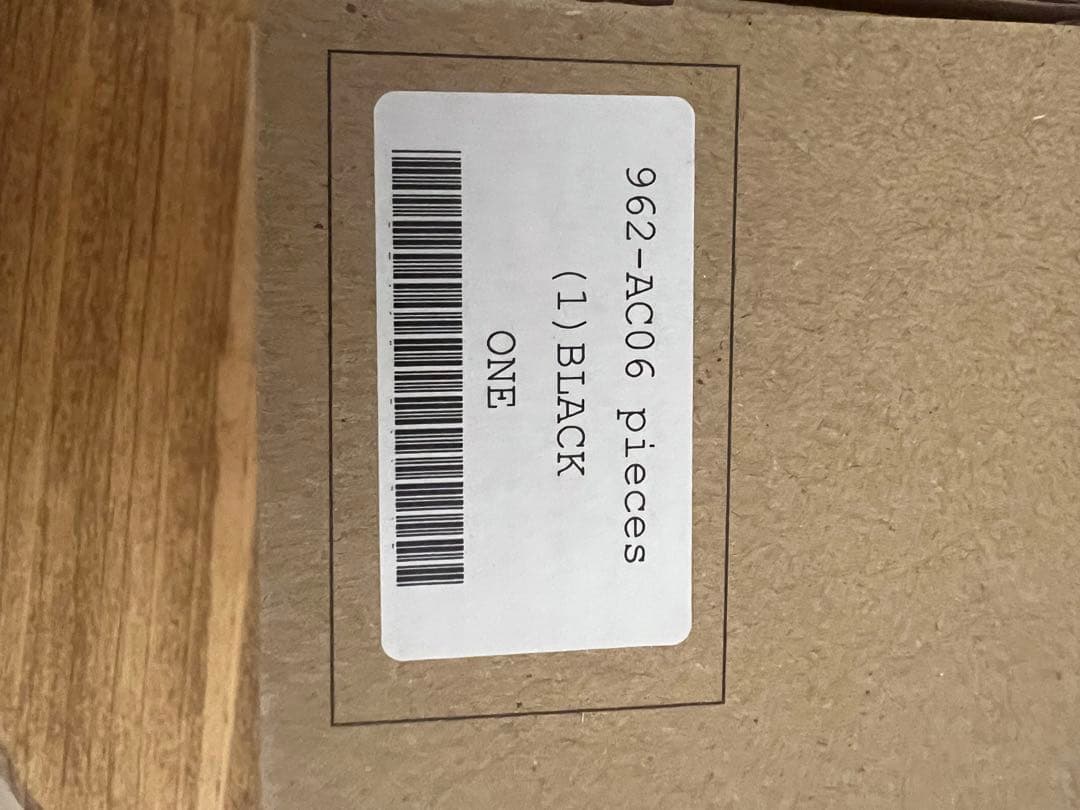 962-AC06 pieces
(1)BLACK
ONE